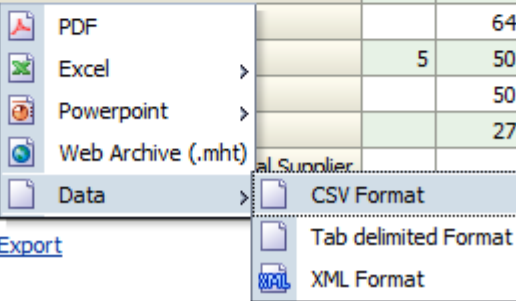 PDF
64
Excel >
5 50
Powerpoint >
50
27
Web Archive (.mht)
al Supplier
Data >
CSV Format
Export
Tab delimited Format
XML Format